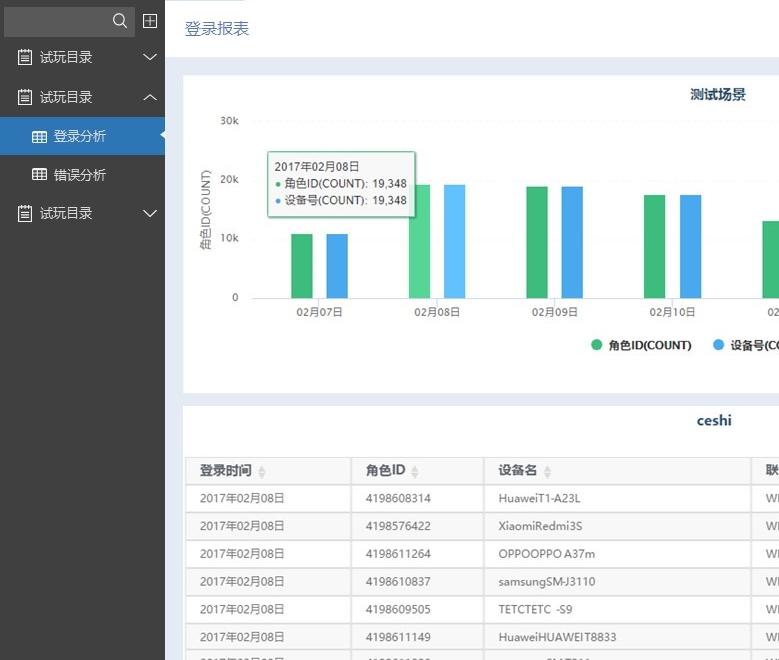 登录报表
试玩目录
试玩目录
登录分析
错误分析
试玩目录
测试场景
30k
20k
10k
0
角色ID(COUNT)
2017年02月08日
角色ID(COUNT): 19,348
设备号(COUNT): 19,348
02月07日 02月08日 02月09日 02月10日 02
角色ID(COUNT) 设备号(CO
ceshi
登录时间 角色ID 设备名 联
2017年02月08日 4198608314 HuaweiT1-A23L WI
2017年02月08日 4198576422 XiaomiRedmi3S WI
2017年02月08日 4198611264 OPPOOPPO A37m WI
2017年02月08日 4198610837 samsungSM-J3110 WI
2017年02月08日 4198609505 TETCTETC -S9 WI
2017年02月08日 4198611149 HuaweiHUAWEIT8833 WI